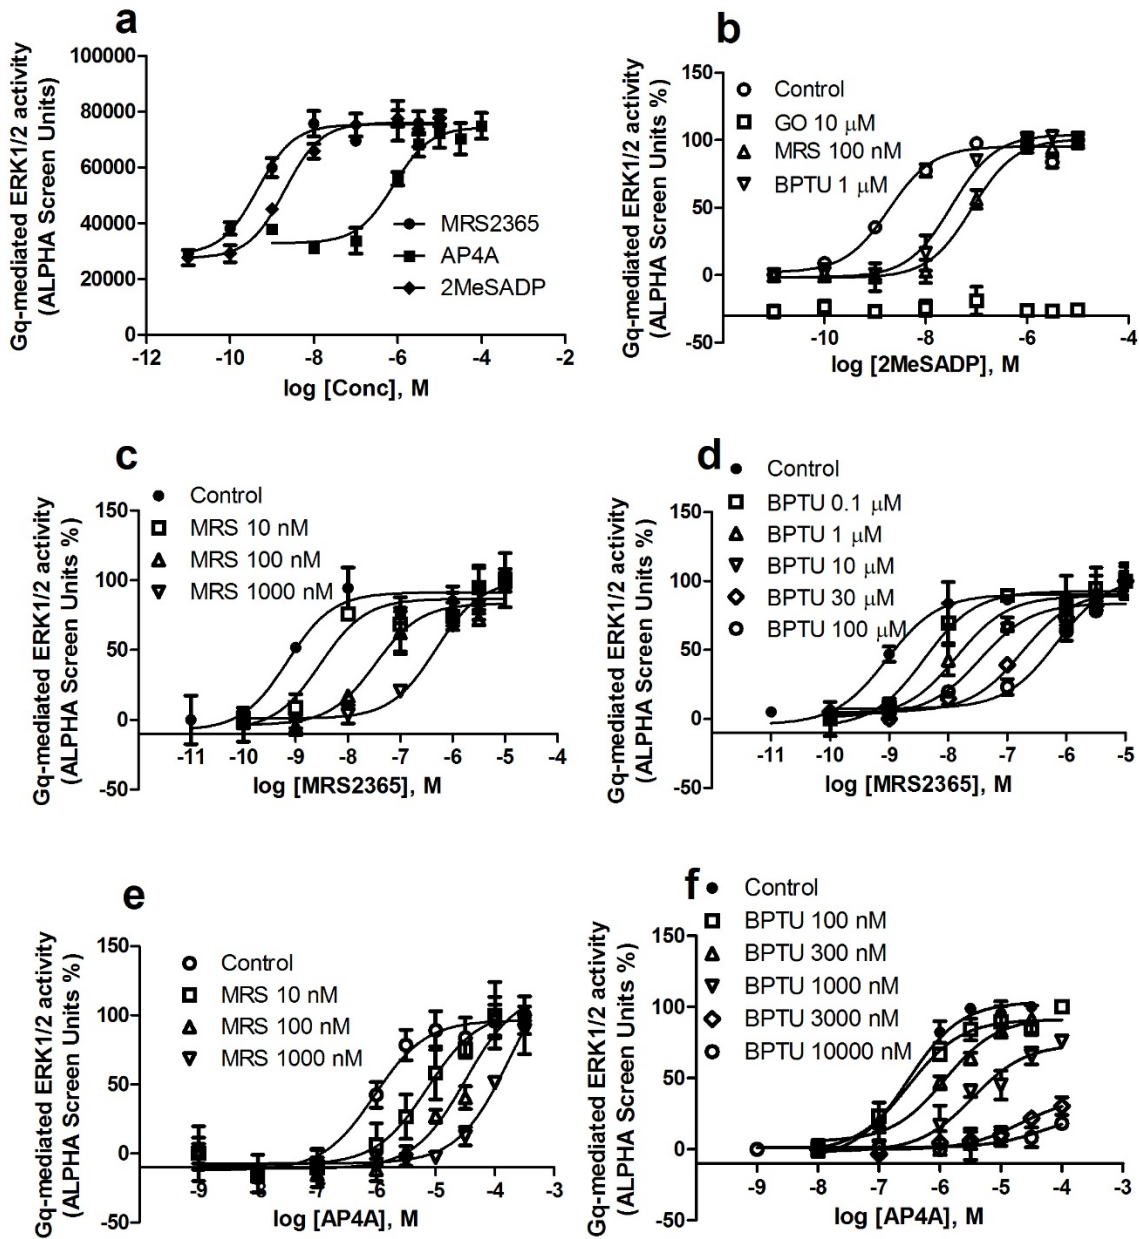 a
Gq-mediated ERK1/2 activity
(ALPHA Screen Units)
100000
80000
60000
40000
20000
0
-12
-10
-8
-6
-4
-2
log [Conc], M
MRS2365
AP4A
2MeSADP
b
Gq-mediated ERK1/2 activity
(ALPHA Screen Units %)
150
100
50
0
-50
Control
GO 10 μM
MRS 100 nM
BPTU 1 μM
-10
-8
-6
-4
log [2MeSADP], M
c
Gq-mediated ERK1/2 activity
(ALPHA Screen Units %)
Control
MRS 10 nM
MRS 100 nM
MRS 1000 nM
150
100
50
0
-50
-11
-10
-9
-8
-7
-6
-5
-4
log [MRS2365], M
d
Gq-mediated ERK1/2 activity
(ALPHA Screen Units %)
Control
BPTU 0.1 μM
BPTU 1 μM
BPTU 10 μM
BPTU 30 μM
BPTU 100 μM
150
100
50
0
-50
-11
-10
-9
-8
-7
-6
-5
log [MRS2365], M
e
Gq-mediated ERK1/2 activity
(ALPHA Screen Units %)
150
100
50
0
-50
Control
MRS 10 nM
MRS 100 nM
MRS 1000 nM
-9
-8
-7
-6
-5
-4
-3
log [AP4A], M
f
Gq-mediated ERK1/2 activity
(ALPHA Screen Units %)
Control
BPTU 100 nM
BPTU 300 nM
BPTU 1000 nM
BPTU 3000 nM
BPTU 10000 nM
150
100
50
0
-50
-9
-8
-7
-6
-5
-4
-3
log [AP4A], M